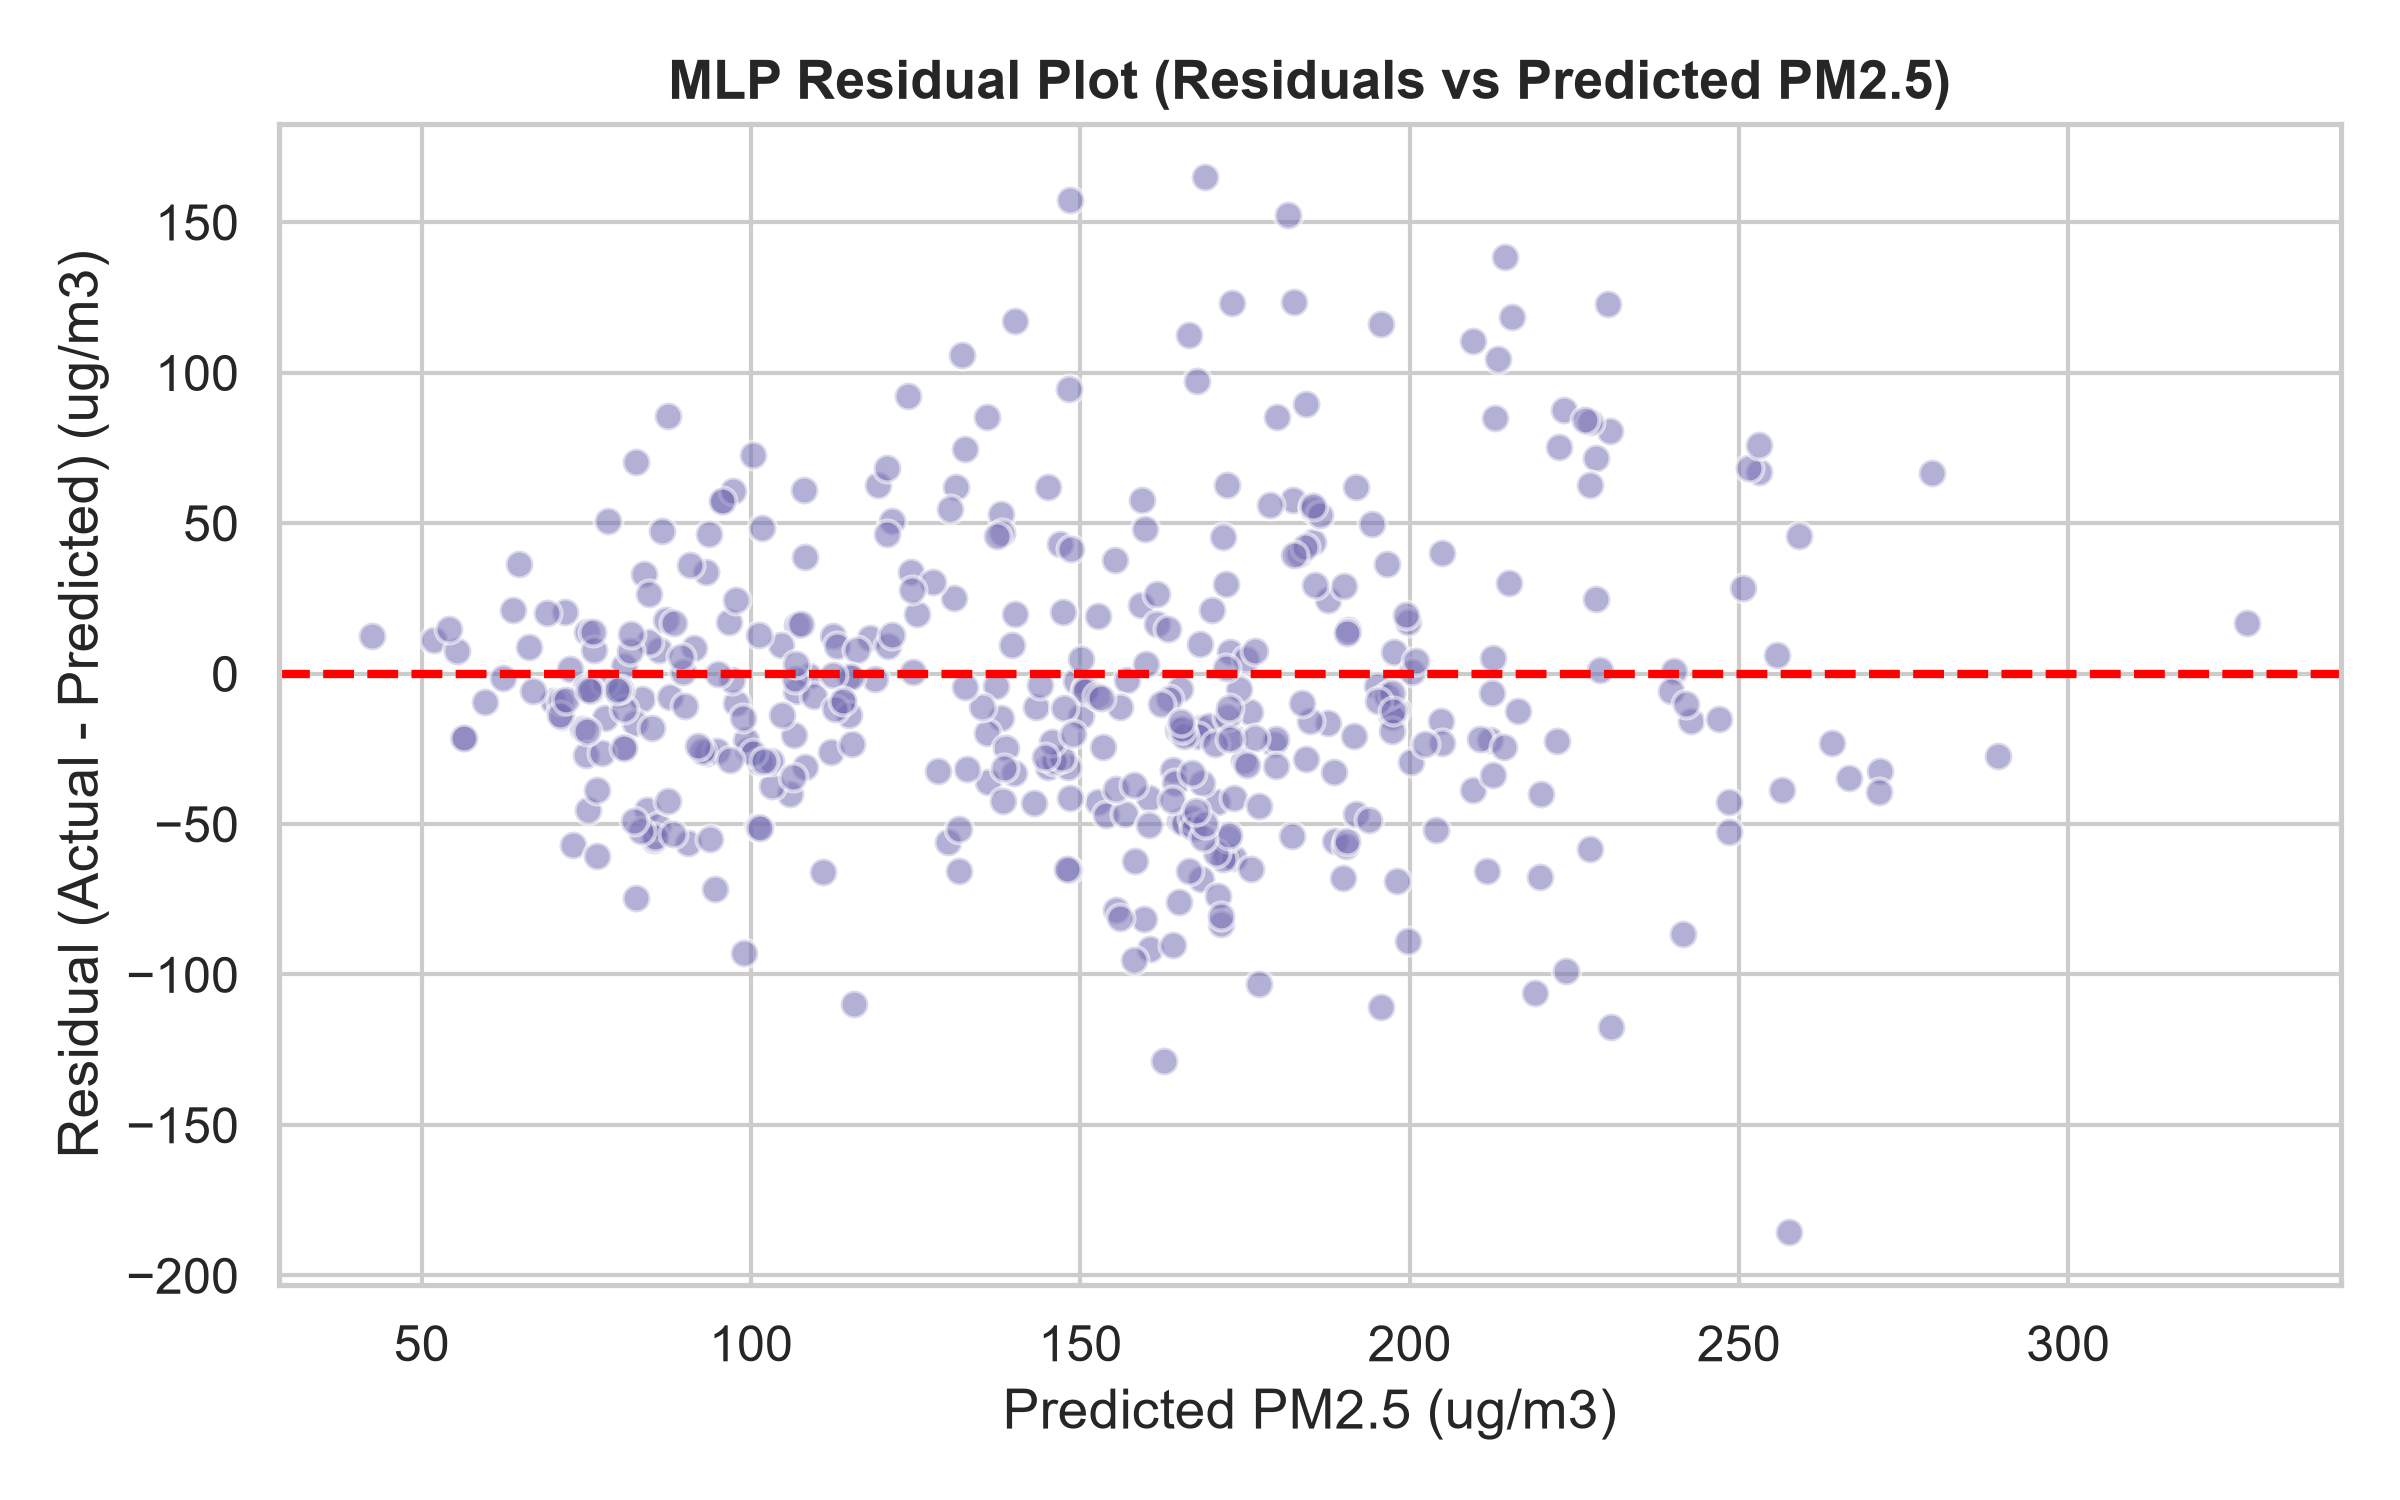 MLP Residual Plot (Residuals vs Predicted PM2.5)
Residual (Actual - Predicted) (ug/m3)
150
100
50
0
−50
−100
−150
−200
50 100 150 200 250 300
Predicted PM2.5 (ug/m3)